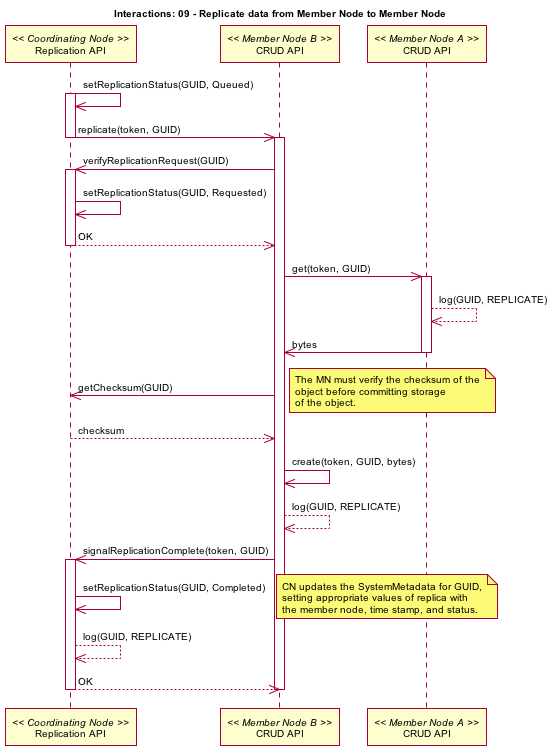 Interactions: 09 - Replicate data from Member Node to Member Node
<< Coordinating Node >>
Replication API
<< Member Node B >>
CRUD API
<< Member Node A >>
CRUD API
setReplicationStatus(GUID, Queued)
replicate(token, GUID)
verifyReplicationRequest(GUID)
setReplicationStatus(GUID, Requested)
OK
get(token, GUID)
log(GUID, REPLICATE)
bytes
The MN must verify the checksum of the
object before committing storage
of the object.
getChecksum(GUID)
checksum
create(token, GUID, bytes)
log(GUID, REPLICATE)
signalReplicationComplete(token, GUID)
CN updates the SystemMetadata for GUID,
setting appropriate values of replica with
the member node, time stamp, and status.
setReplicationStatus(GUID, Completed)
log(GUID, REPLICATE)
OK
<< Coordinating Node >>
Replication API
<< Member Node B >>
CRUD API
<< Member Node A >>
CRUD API